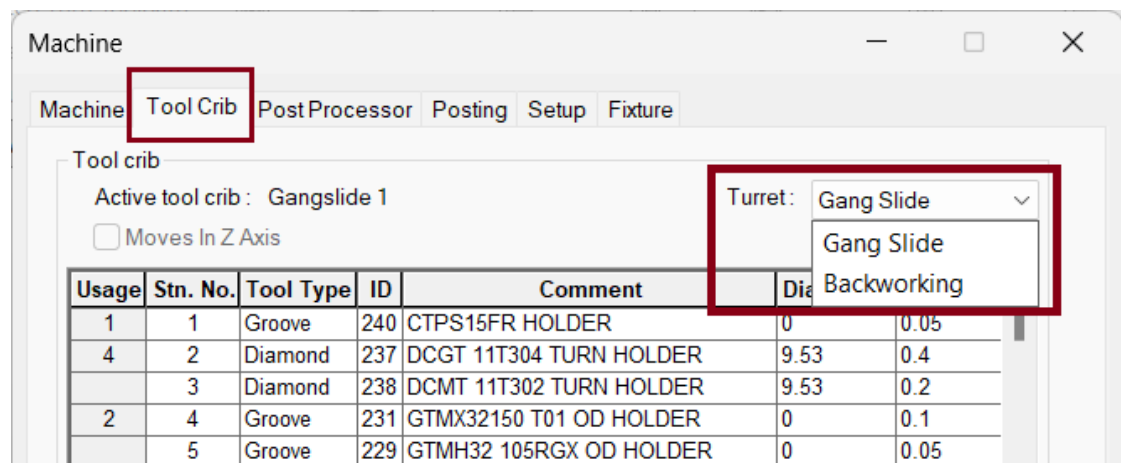 Machine
Machine Tool Crib Post Processor Posting Setup Fixture
Tool crib
Active tool crib : Gangslide 1 Turret : Gang Slide
Moves In Z Axis Gang Slide
Backworking
Usage Stn. No. Tool Type ID Comment Dia
1 1 Groove 240 CTPS15FR HOLDER 0 0.05
4 2 Diamond 237 DCGT 11T304 TURN HOLDER 9.53 0.4
3 Diamond 238 DCMT 11T302 TURN HOLDER 9.53 0.2
2 4 Groove 231 GTMX32150 T01 OD HOLDER 0 0.1
5 Groove 229 GTMH32 105RGX OD HOLDER 0 0.05